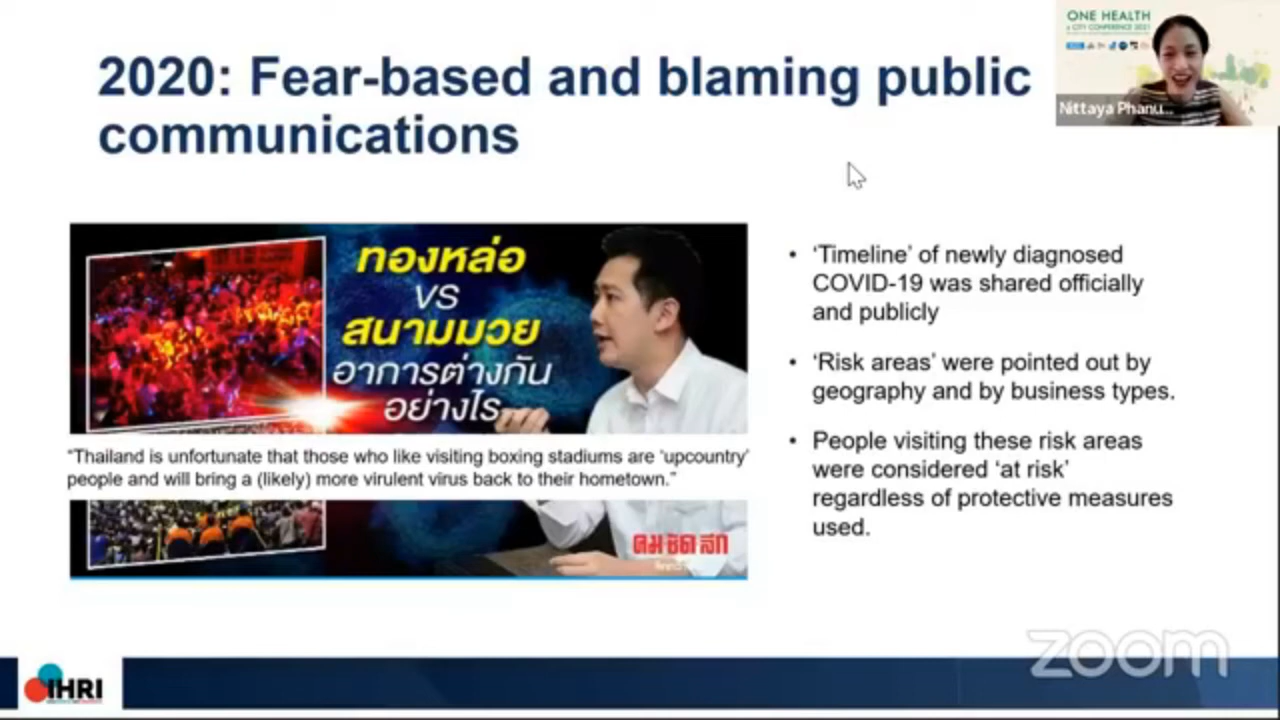 ONE HEALTH
CITY CONFERENCE 2021
Nittaya Phanu...
2020: Fear-based and blaming public
communications
ทองหล่อ
VS
สนามมวย
อาการต่างกัน
อย่างไร
“Thailand is unfortunate that those who like visiting boxing stadiums are ‘upcountry’
people and will bring a (likely) more virulent virus back to their hometown.”
คมชัดลึก
• ‘Timeline’ of newly diagnosed
COVID-19 was shared officially
and publicly
• ‘Risk areas’ were pointed out by
geography and by business types.
• People visiting these risk areas
were considered ‘at risk’
regardless of protective measures
used.
zoom
IHRI